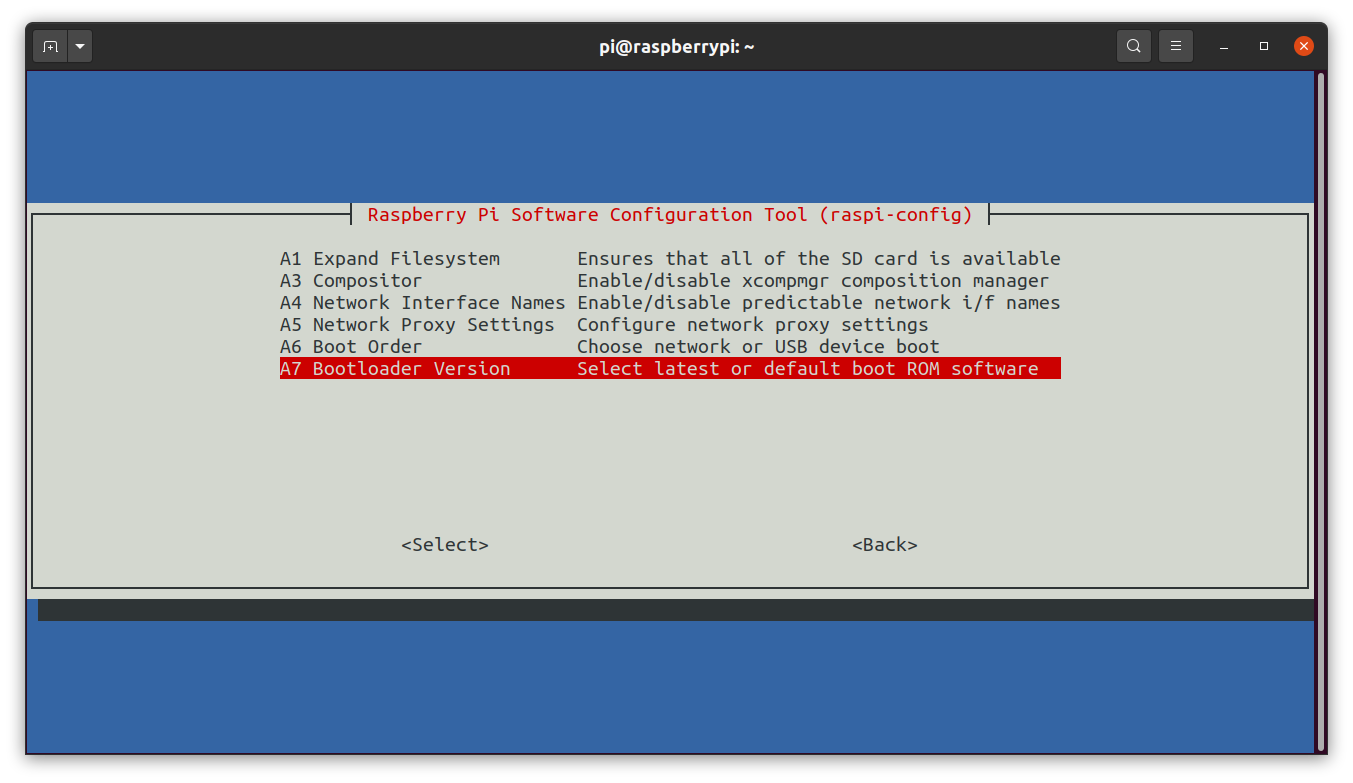 pi@raspberrypi: ~
Raspberry Pi Software Configuration Tool (raspi-config)
A1 Expand Filesystem Ensures that all of the SD card is available
A3 Compositor Enable/disable xcompmgr composition manager
A4 Network Interface Names Enable/disable predictable network i/f names
A5 Network Proxy Settings Configure network proxy settings
A6 Boot Order Choose network or USB device boot
A7 Bootloader Version Select latest or default boot ROM software
<Select> <Back>